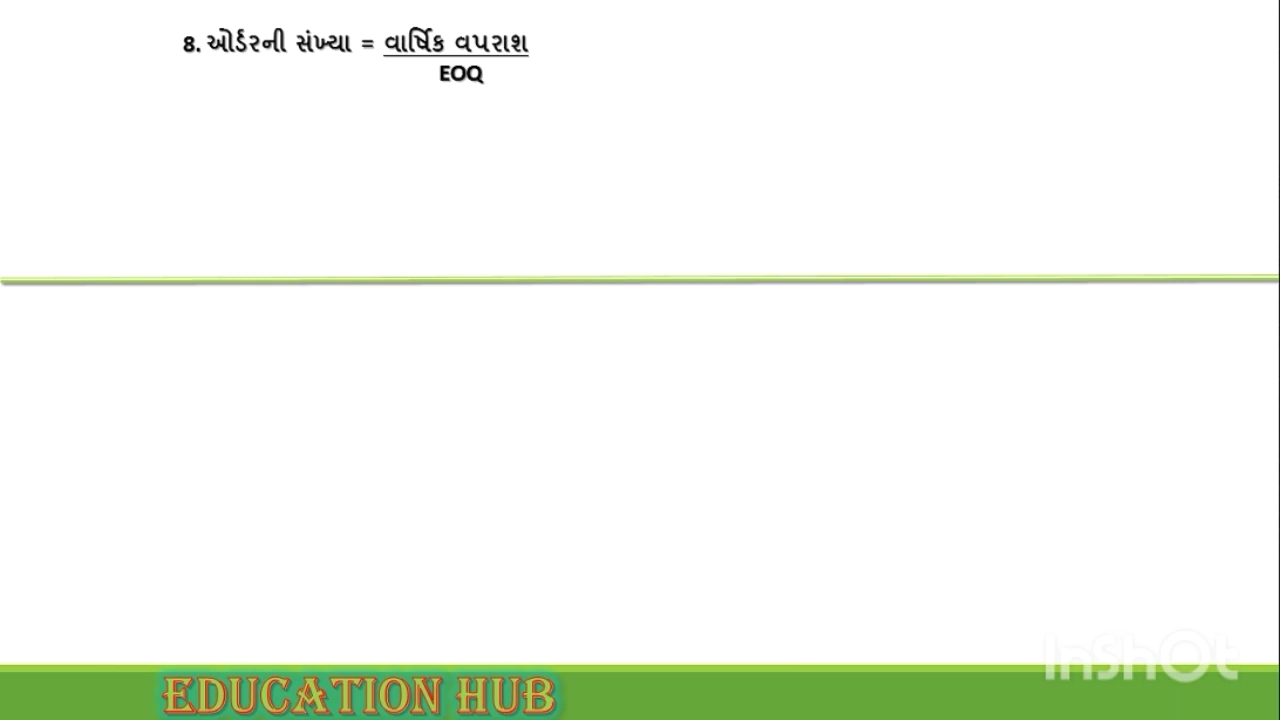 8. ઓર્ડરની સંખ્યા = વાર્ષિક વપરાશ
EOQ
InShOt
EDUCATION HUB